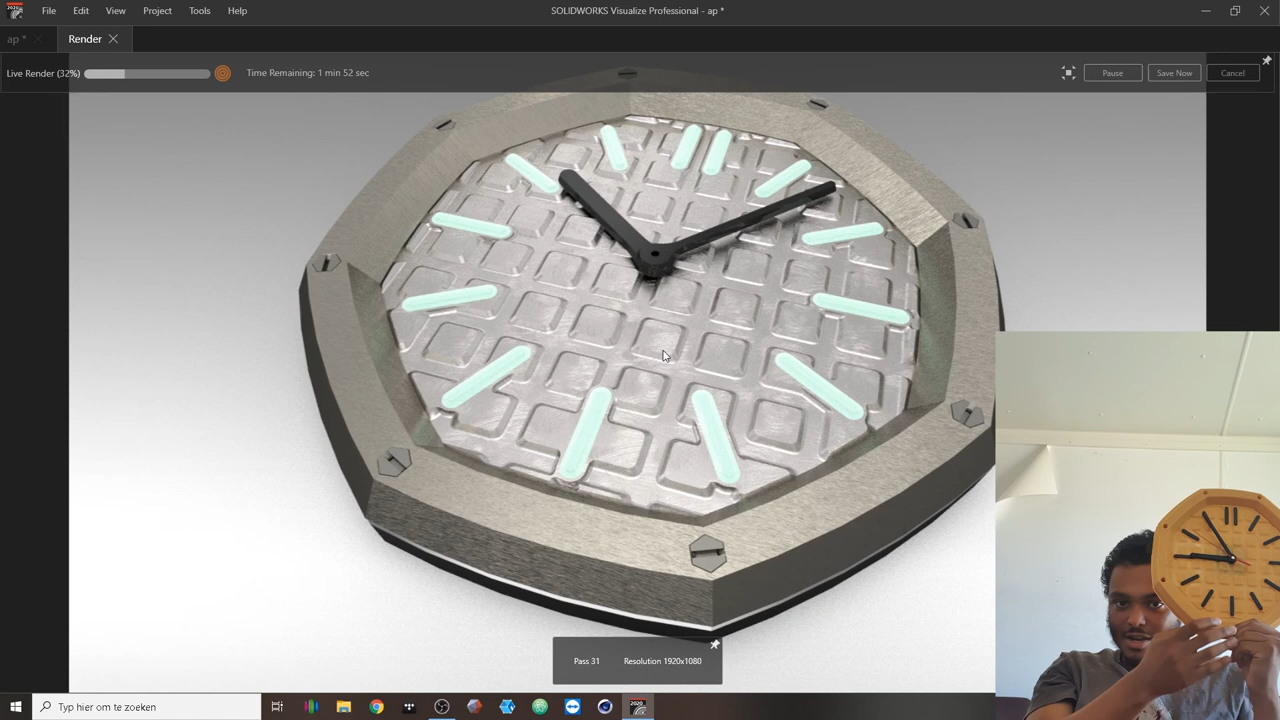 File Edit View Project Tools Help SOLIDWORKS Visualize Professional - ap *
ap * Render
Live Render (32%) Time Remaining: 1 min 52 sec Pause Save Now Cancel
Pass 31 Resolution 1920x1080
Typ hier om te zoeken
2020